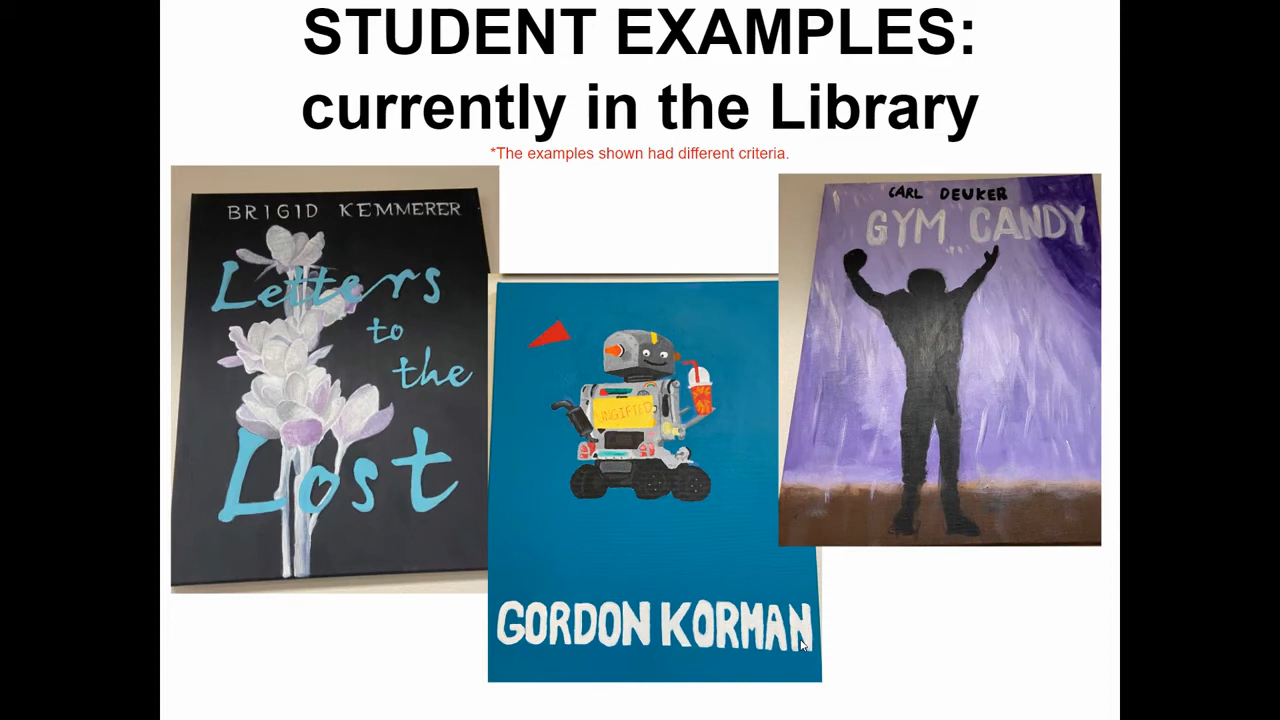 STUDENT EXAMPLES:
currently in the Library
*The examples shown had different criteria.
BRIGID KEMMERER
Letters
to
the
Lost
UNGIFTED
GORDON KORMAN
CARL DEUKER
GYM CANDY